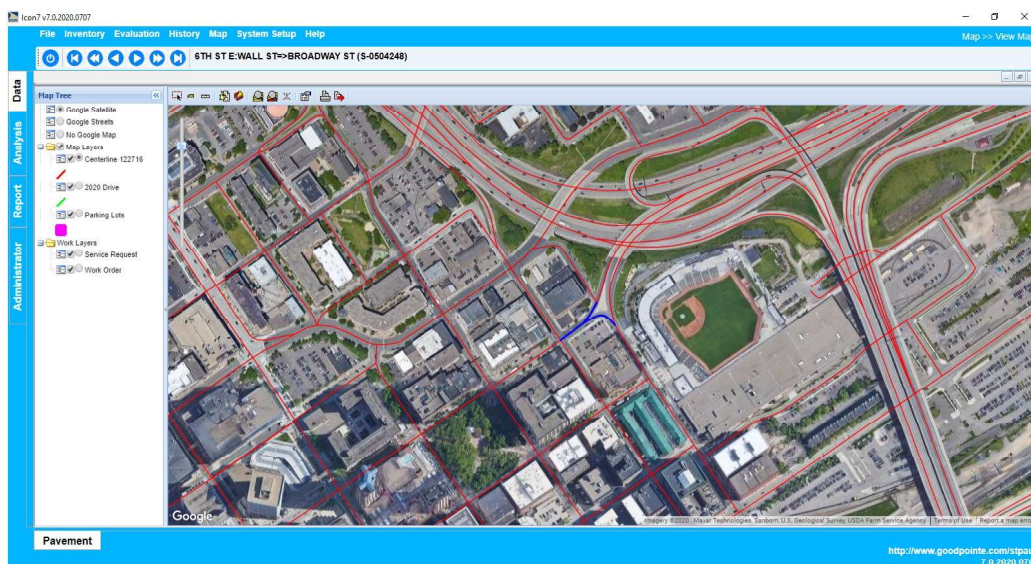 Icon7 v7.0.2020.0707
File Inventory Evaluation History Map System Setup Help
Map >> View Map
6TH ST E:WALL ST=>BROADWAY ST (S-0504248)
Data
Analysis
Report
Administrator
Map Tree
Google Satellite
Google Streets
No Google Map
Map Layers
Centerline 122716
2020 Drive
Parking Lots
Work Layers
Service Request
Work Order
Google
Imagery ©2020, Maxar Technologies, Sanborn, U.S. Geological Survey, USDA Farm Service Agency
Terms of Use
Report a map erro
Pavement
http://www.goodpointe.com/stpau
7.0.2020.070